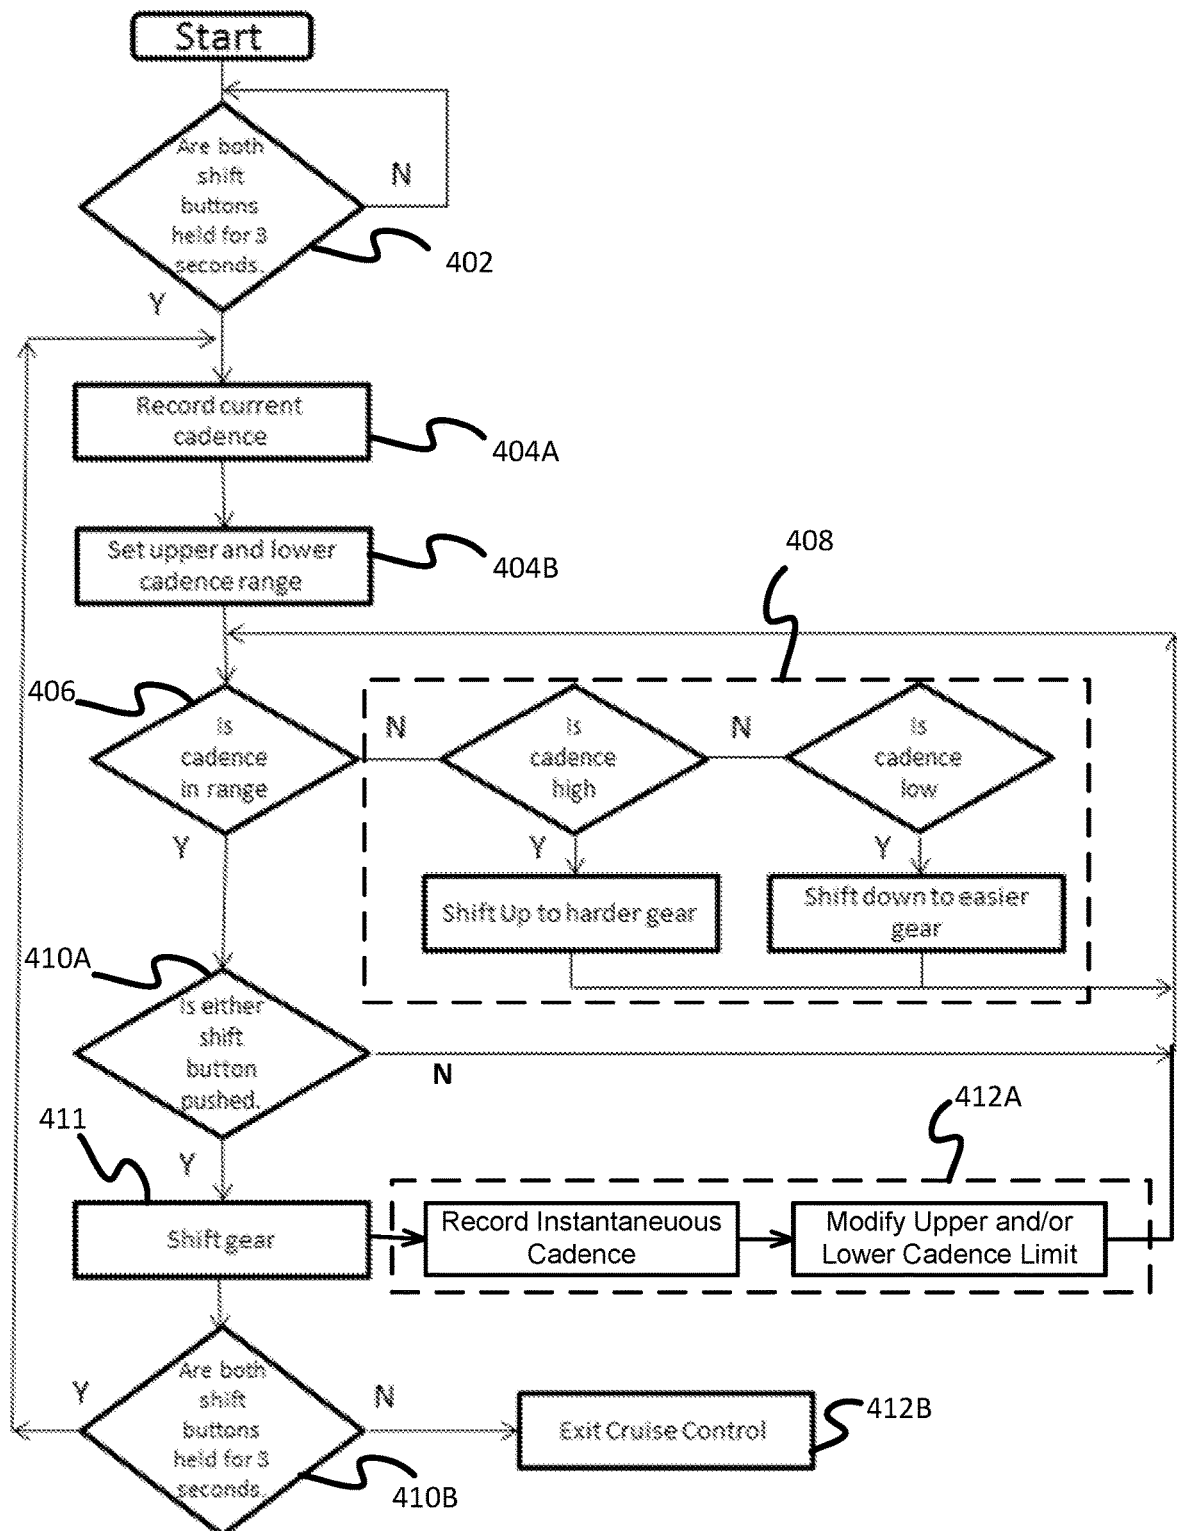 Start
Are both
shift
buttons
held for 3
seconds.
N
402
Y
Record current
cadence
404A
Set upper and lower
cadence range
404B
408
406
Is
cadence
in range
N
Is
cadence
high
N
Is
cadence
low
Y
Y
Y
Shift Up to harder gear
Shift down to easier
gear
410A
Is either
shift
button
pushed.
N
411
Y
412A
Shift gear
Record Instantaneuous
Cadence
Modify Upper and/or
Lower Cadence Limit
Y
Are both
shift
buttons
held for 3
seconds.
N
Exit Cruise Control
412B
410B